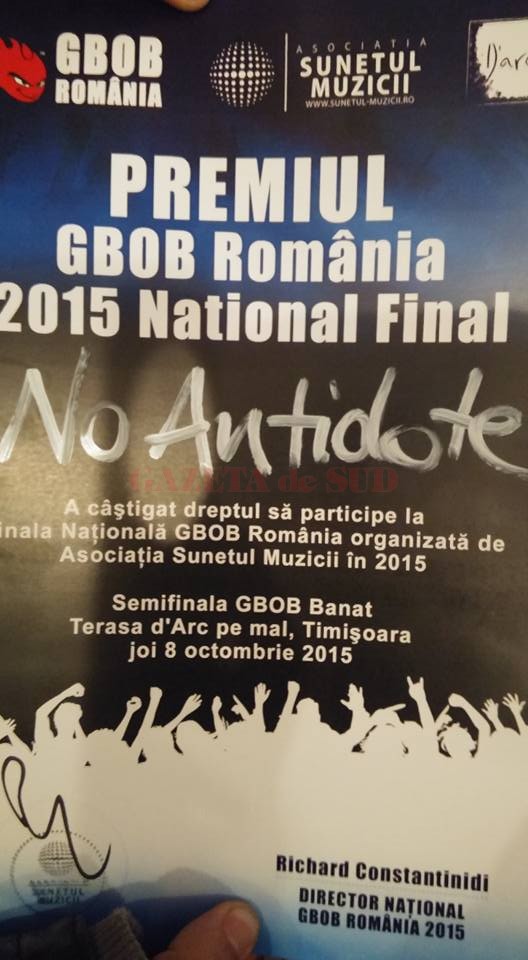 GBOB
ROMÂNIA
ASOCIATIA
SUNETUL
MUZICII
WWW.SUNETUL-MUZICII.RO
D'arc
PREMIUL
GBOB România
2015 National Final
No Antidote
GAZETA de SUD
A câștigat dreptul să participe la
inala Națională GBOB România organizată de
Asociația Sunetul Muzicii în 2015
Semifinala GBOB Banat
Terasa d'Arc pe mal, Timișoara
joi 8 octombrie 2015
SUNETUL
MUZICII
Richard Constantinidi
DIRECTOR NAȚIONAL
GBOB ROMÂNIA 2015